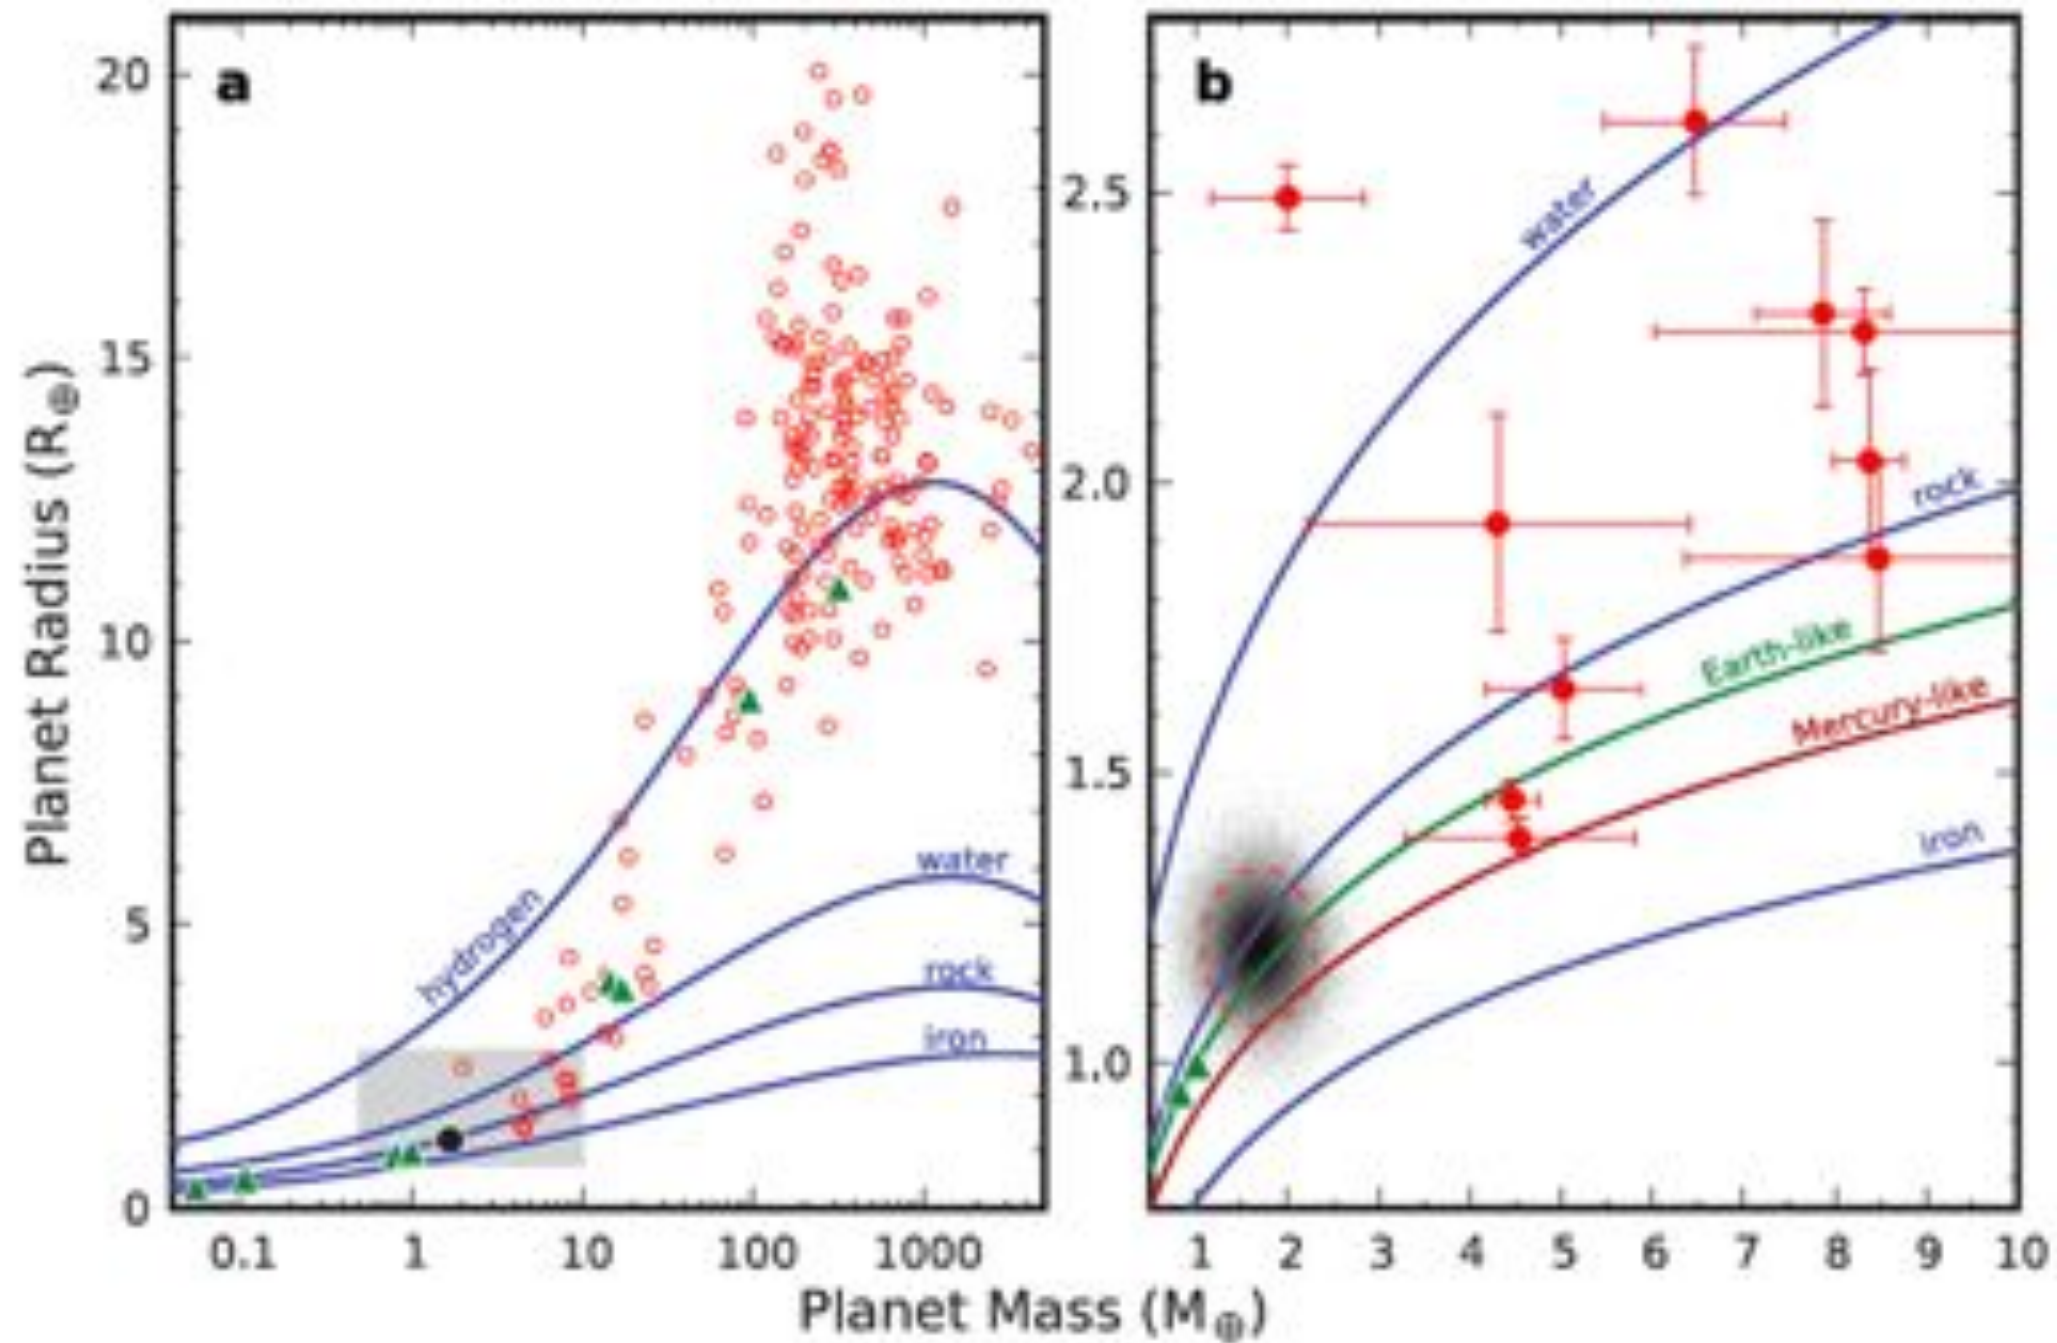 a
Planet Radius (R⊕)
20
15
10
5
0
hydrogen
water
rock
iron
0.1
1
10
100
1000
b
2.5
2.0
1.5
1.0
water
rock
Earth-like
Mercury-like
iron
1
2
3
4
5
6
7
8
9
10
Planet Mass (M⊕)